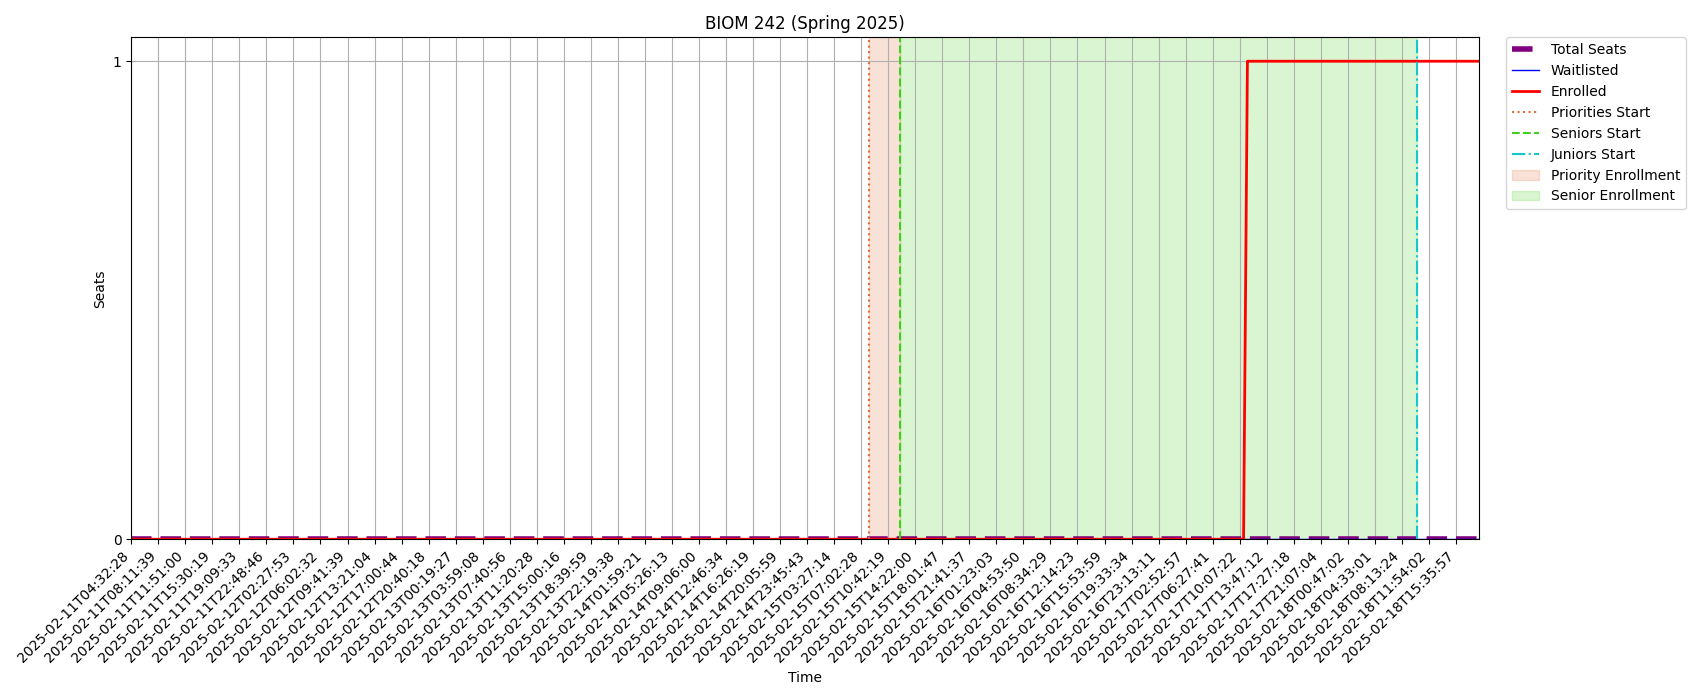 BIOM 242 (Spring 2025)
Total Seats
Waitlisted
Enrolled
Priorities Start
Seniors Start
Juniors Start
Priority Enrollment
Senior Enrollment
Seats
1
0
2025-02-11T04:32:28
2025-02-11T08:11:39
2025-02-11T11:51:00
2025-02-11T15:30:19
2025-02-11T19:09:33
2025-02-11T22:48:46
2025-02-12T02:27:53
2025-02-12T06:02:32
2025-02-12T09:41:39
2025-02-12T13:21:04
2025-02-12T17:00:44
2025-02-12T20:40:18
2025-02-13T00:19:27
2025-02-13T03:59:08
2025-02-13T07:40:56
2025-02-13T11:20:28
2025-02-13T15:00:16
2025-02-13T18:39:59
2025-02-13T22:19:38
2025-02-14T01:59:21
2025-02-14T05:26:13
2025-02-14T09:06:00
2025-02-14T12:46:34
2025-02-14T16:26:19
2025-02-14T20:05:59
2025-02-14T23:45:43
2025-02-15T03:27:14
2025-02-15T07:02:28
2025-02-15T10:42:19
2025-02-15T14:22:00
2025-02-15T18:01:47
2025-02-15T21:41:37
2025-02-16T01:23:03
2025-02-16T04:53:50
2025-02-16T08:34:29
2025-02-16T12:14:23
2025-02-16T15:53:59
2025-02-16T19:33:34
2025-02-16T23:13:11
2025-02-17T02:52:57
2025-02-17T06:27:41
2025-02-17T10:07:22
2025-02-17T13:47:12
2025-02-17T17:27:18
2025-02-17T21:07:04
2025-02-18T00:47:02
2025-02-18T04:33:01
2025-02-18T08:13:24
2025-02-18T11:54:02
2025-02-18T15:35:57
Time